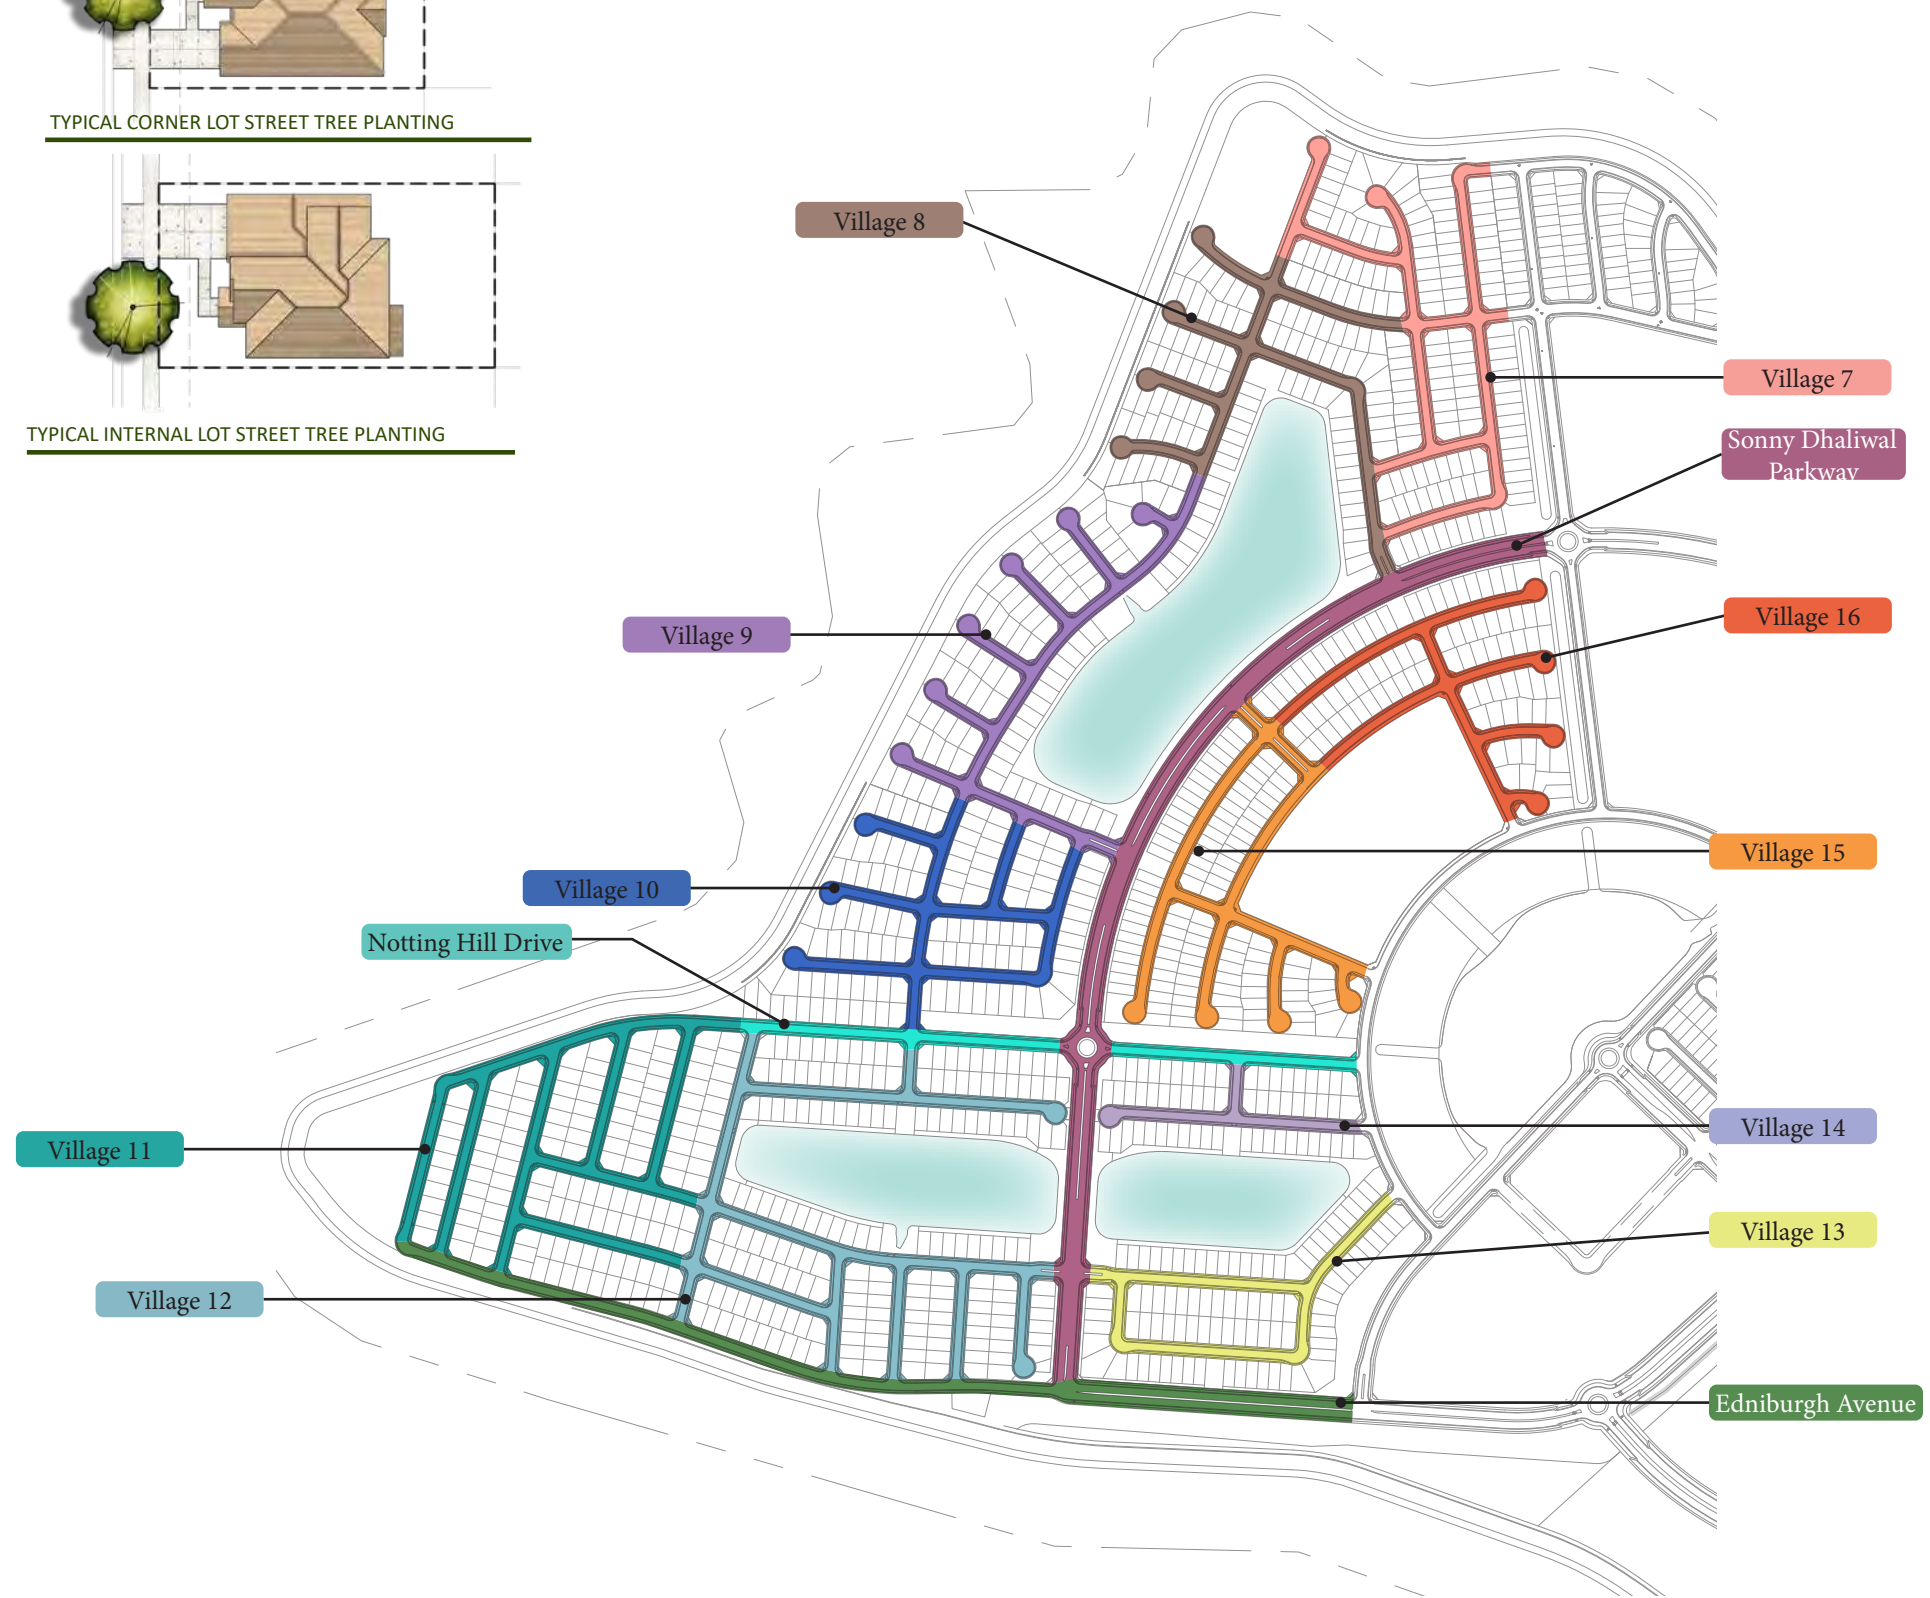 TYPICAL CORNER LOT STREET TREE PLANTING
TYPICAL INTERNAL LOT STREET TREE PLANTING
Village 8
Village 7
Sonny Dhaliwal
Parkway
Village 16
Village 9
Village 15
Village 10
Notting Hill Drive
Village 14
Village 11
Village 13
Village 12
Edniburgh Avenue